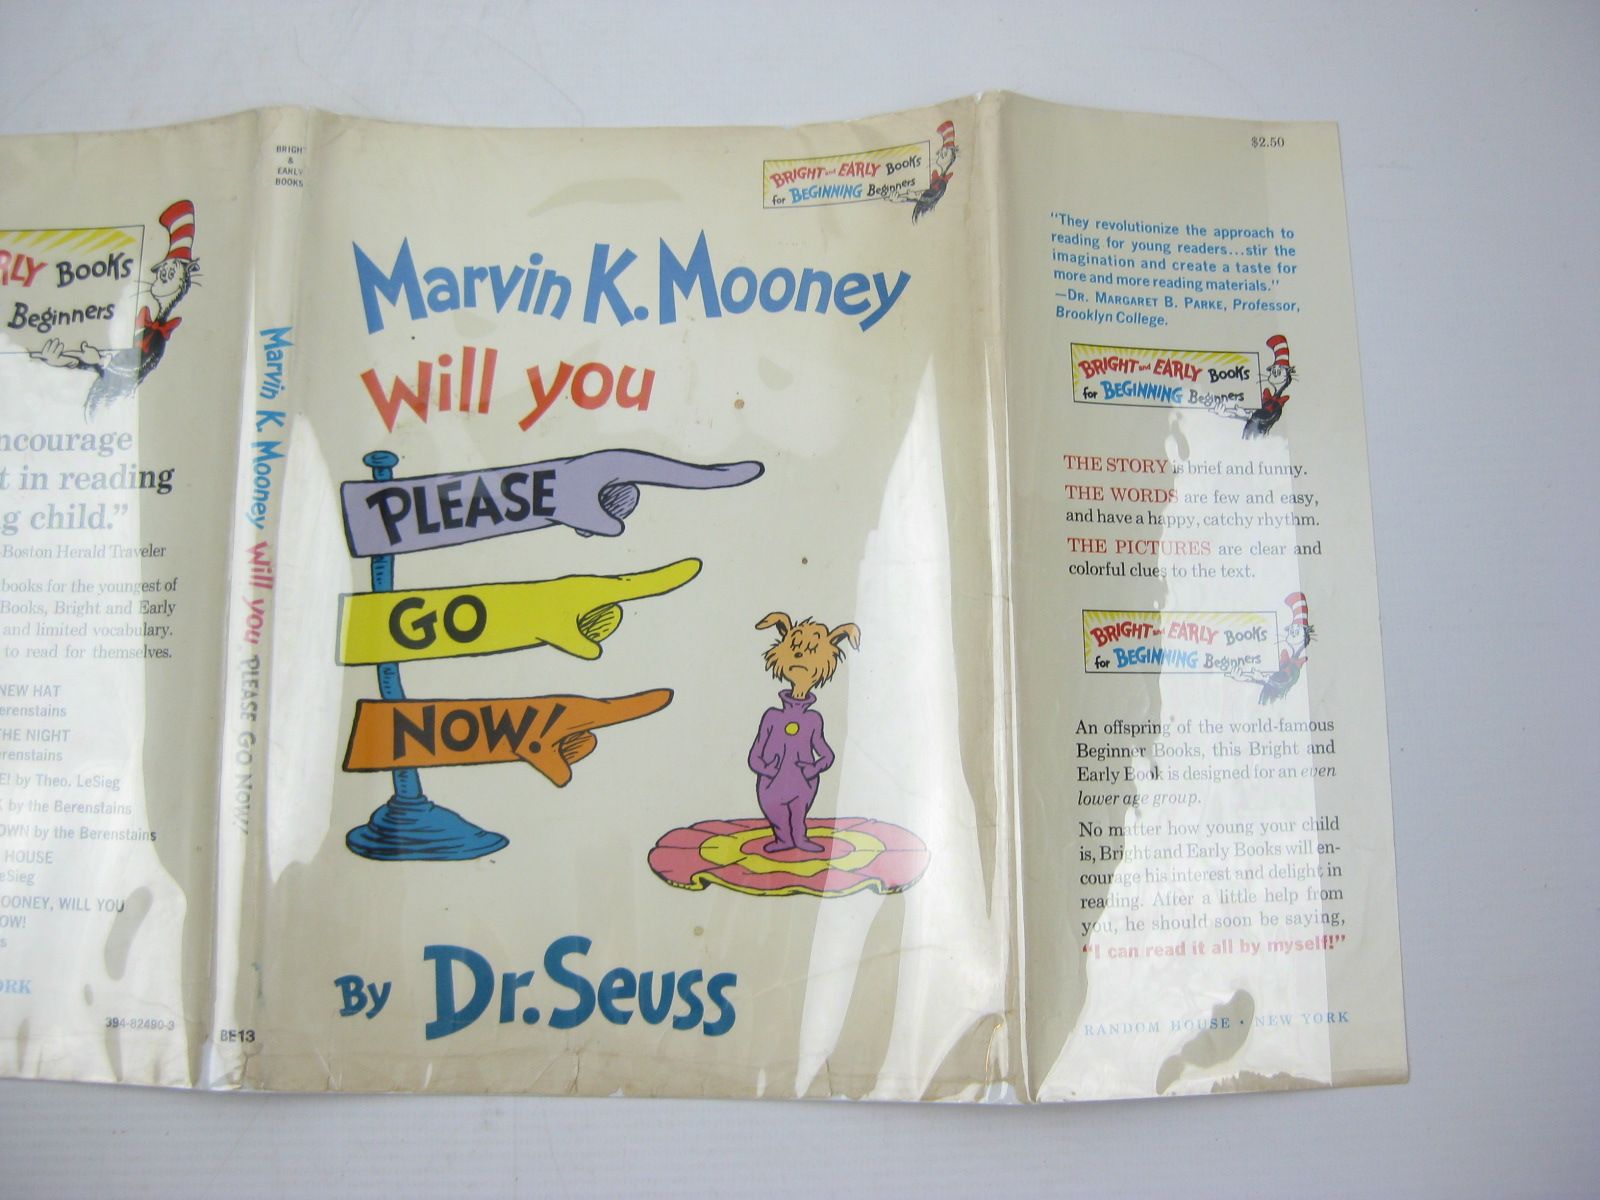 RLY Books
Beginners
ncourage
t in reading
g child."
-Boston Herald Traveler
books for the youngest of
Books, Bright and Early
and limited vocabulary.
to read for themselves.
NEW HAT
erenstains
HE NIGHT
erenstains
E! by Theo. LeSieg
K by the Berenstains
OWN by the Berenstains
HOUSE
eSieg
OONEY, WILL YOU
OW!
s
ORK
394-82490-3
BRIGHT
&
EARLY
BOOKS
Marvin K. Mooney Will you PLEASE GO NOW!
BE13
BRIGHT and EARLY Books
for BEGINNING Beginners
Marvin K. Mooney
Will you
PLEASE
GO
NOW!
By Dr. Seuss
$2.50
"They revolutionize the approach to
reading for young readers...stir the
imagination and create a taste for
more and more reading materials."
—DR. MARGARET B. PARKE, Professor,
Brooklyn College.
BRIGHT and EARLY Books
for BEGINNING Beginners
THE STORY is brief and funny.
THE WORDS are few and easy,
and have a happy, catchy rhythm.
THE PICTURES are clear and
colorful clues to the text.
BRIGHT and EARLY Books
for BEGINNING Beginners
An offspring of the world-famous
Beginner Books, this Bright and
Early Book is designed for an even
lower age group.
No matter how young your child
is, Bright and Early Books will en-
courage his interest and delight in
reading. After a little help from
you, he should soon be saying,
"I can read it all by myself!"
RANDOM HOUSE · NEW YORK